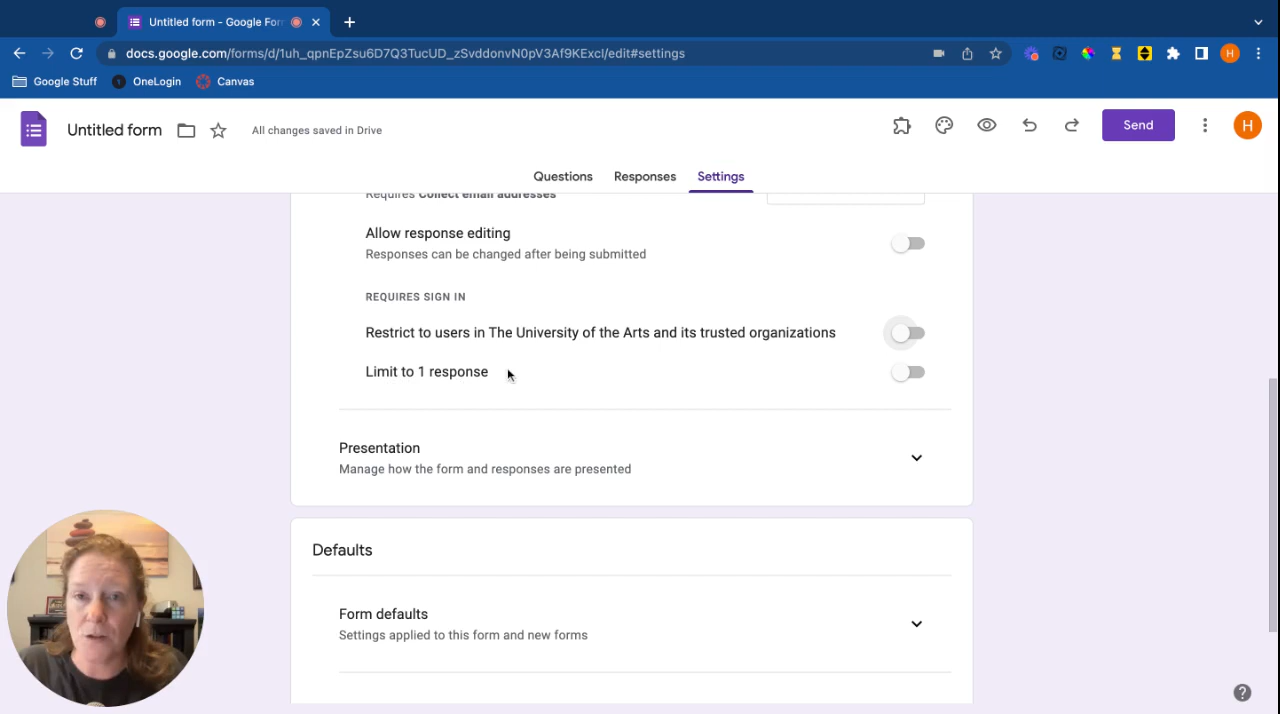 Untitled form - Google For
docs.google.com/forms/d/1uh_qpnEpZsu6D7Q3TucUD_zSvddonvN0pV3Af9KExcI/edit#settings
H
Google Stuff
1
OneLogin
Canvas
Untitled form
All changes saved in Drive
Send
H
Questions
Responses
Settings
Requires Collect email addresses
Allow response editing
Responses can be changed after being submitted
REQUIRES SIGN IN
Restrict to users in The University of the Arts and its trusted organizations
Limit to 1 response
Presentation
Manage how the form and responses are presented
Defaults
Form defaults
Settings applied to this form and new forms